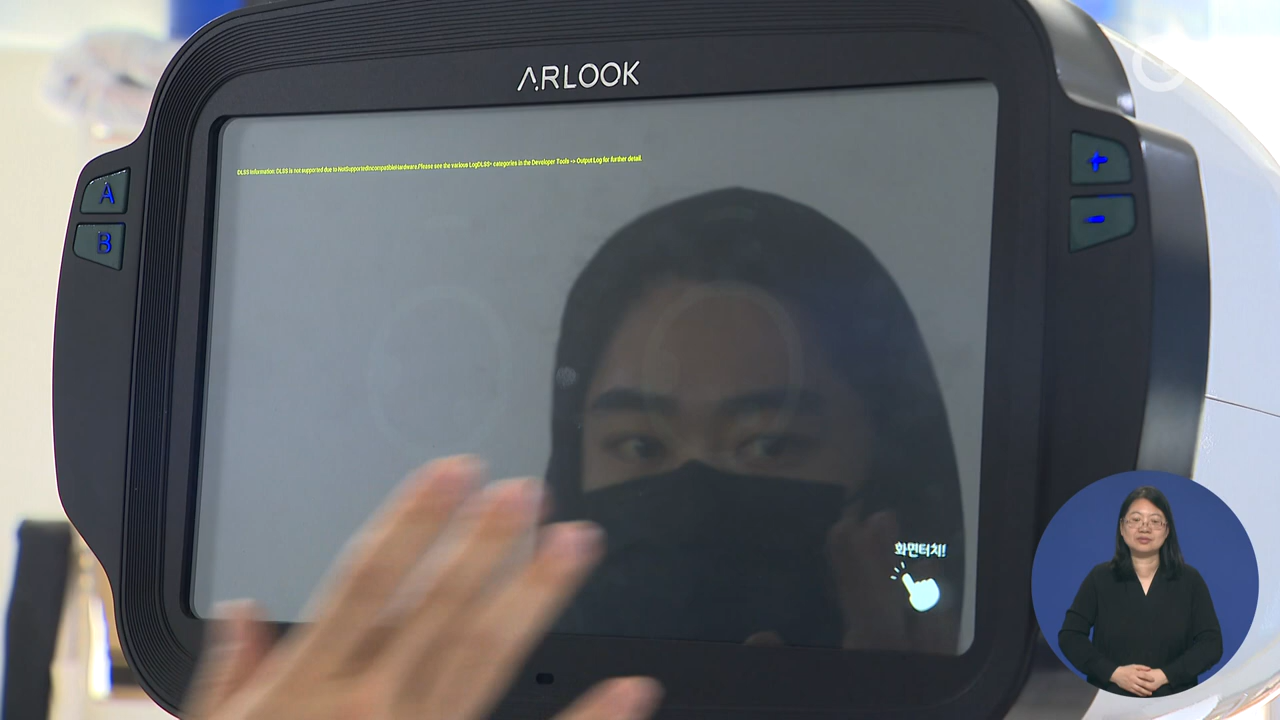 ARLOOK
DLSS Information: DLSS is not supported due to NotSupportedIncompatibleHardware.Please see the various LogDLSS* categories in the Developer Tools -> Output Log for further detail.
A
B
+
-
화면터치!